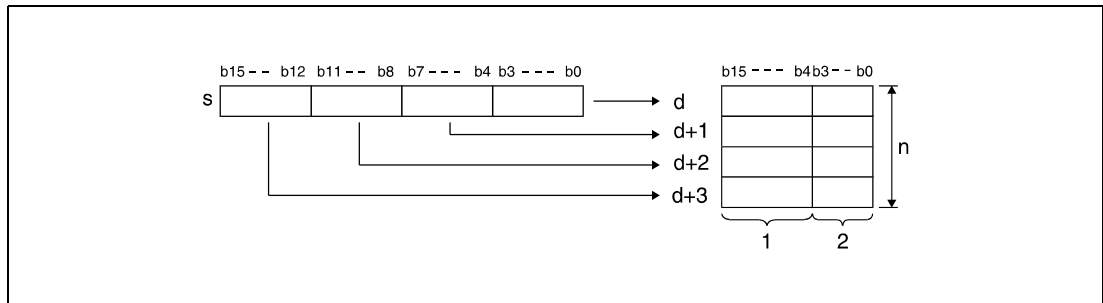 b15-- b12 b11-- b8 b7--- b4 b3---- b0 b15---- b4 b3-- b0
s d
d+1
d+2 n
d+3
1 2